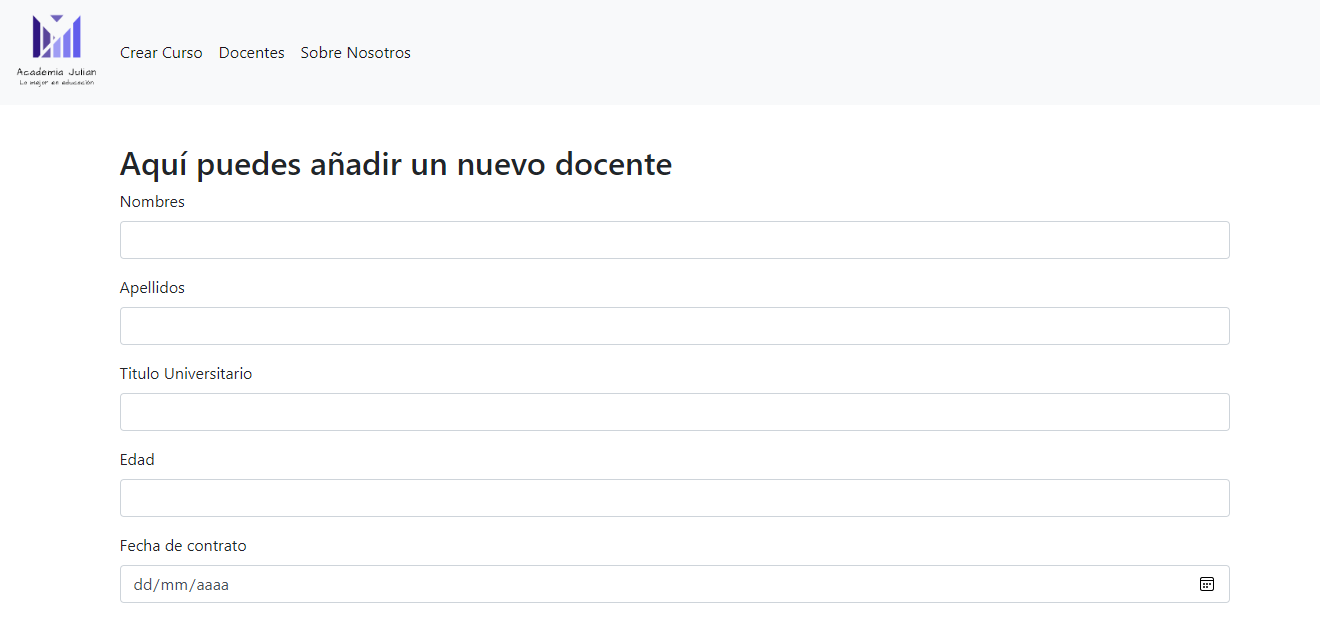 Academia Julian
Lo mejor en educación
Crear Curso Docentes Sobre Nosotros
Aquí puedes añadir un nuevo docente
Nombres
Apellidos
Titulo Universitario
Edad
Fecha de contrato
dd/mm/aaaa